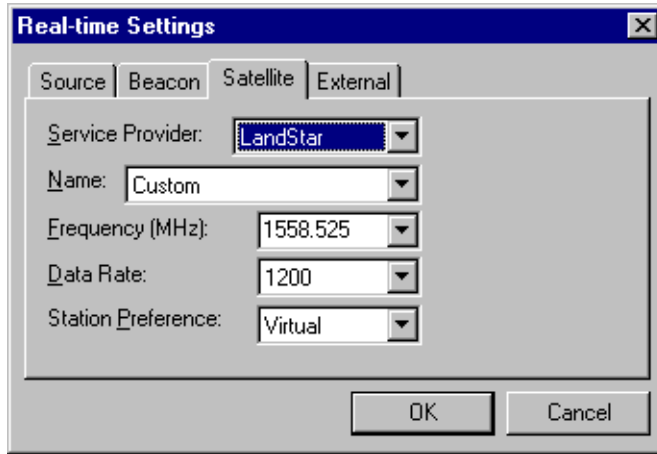 Real-time Settings
Source Beacon Satellite External
Service Provider: LandStar
Name: Custom
Frequency (MHz): 1558.525
Data Rate: 1200
Station Preference: Virtual
OK Cancel